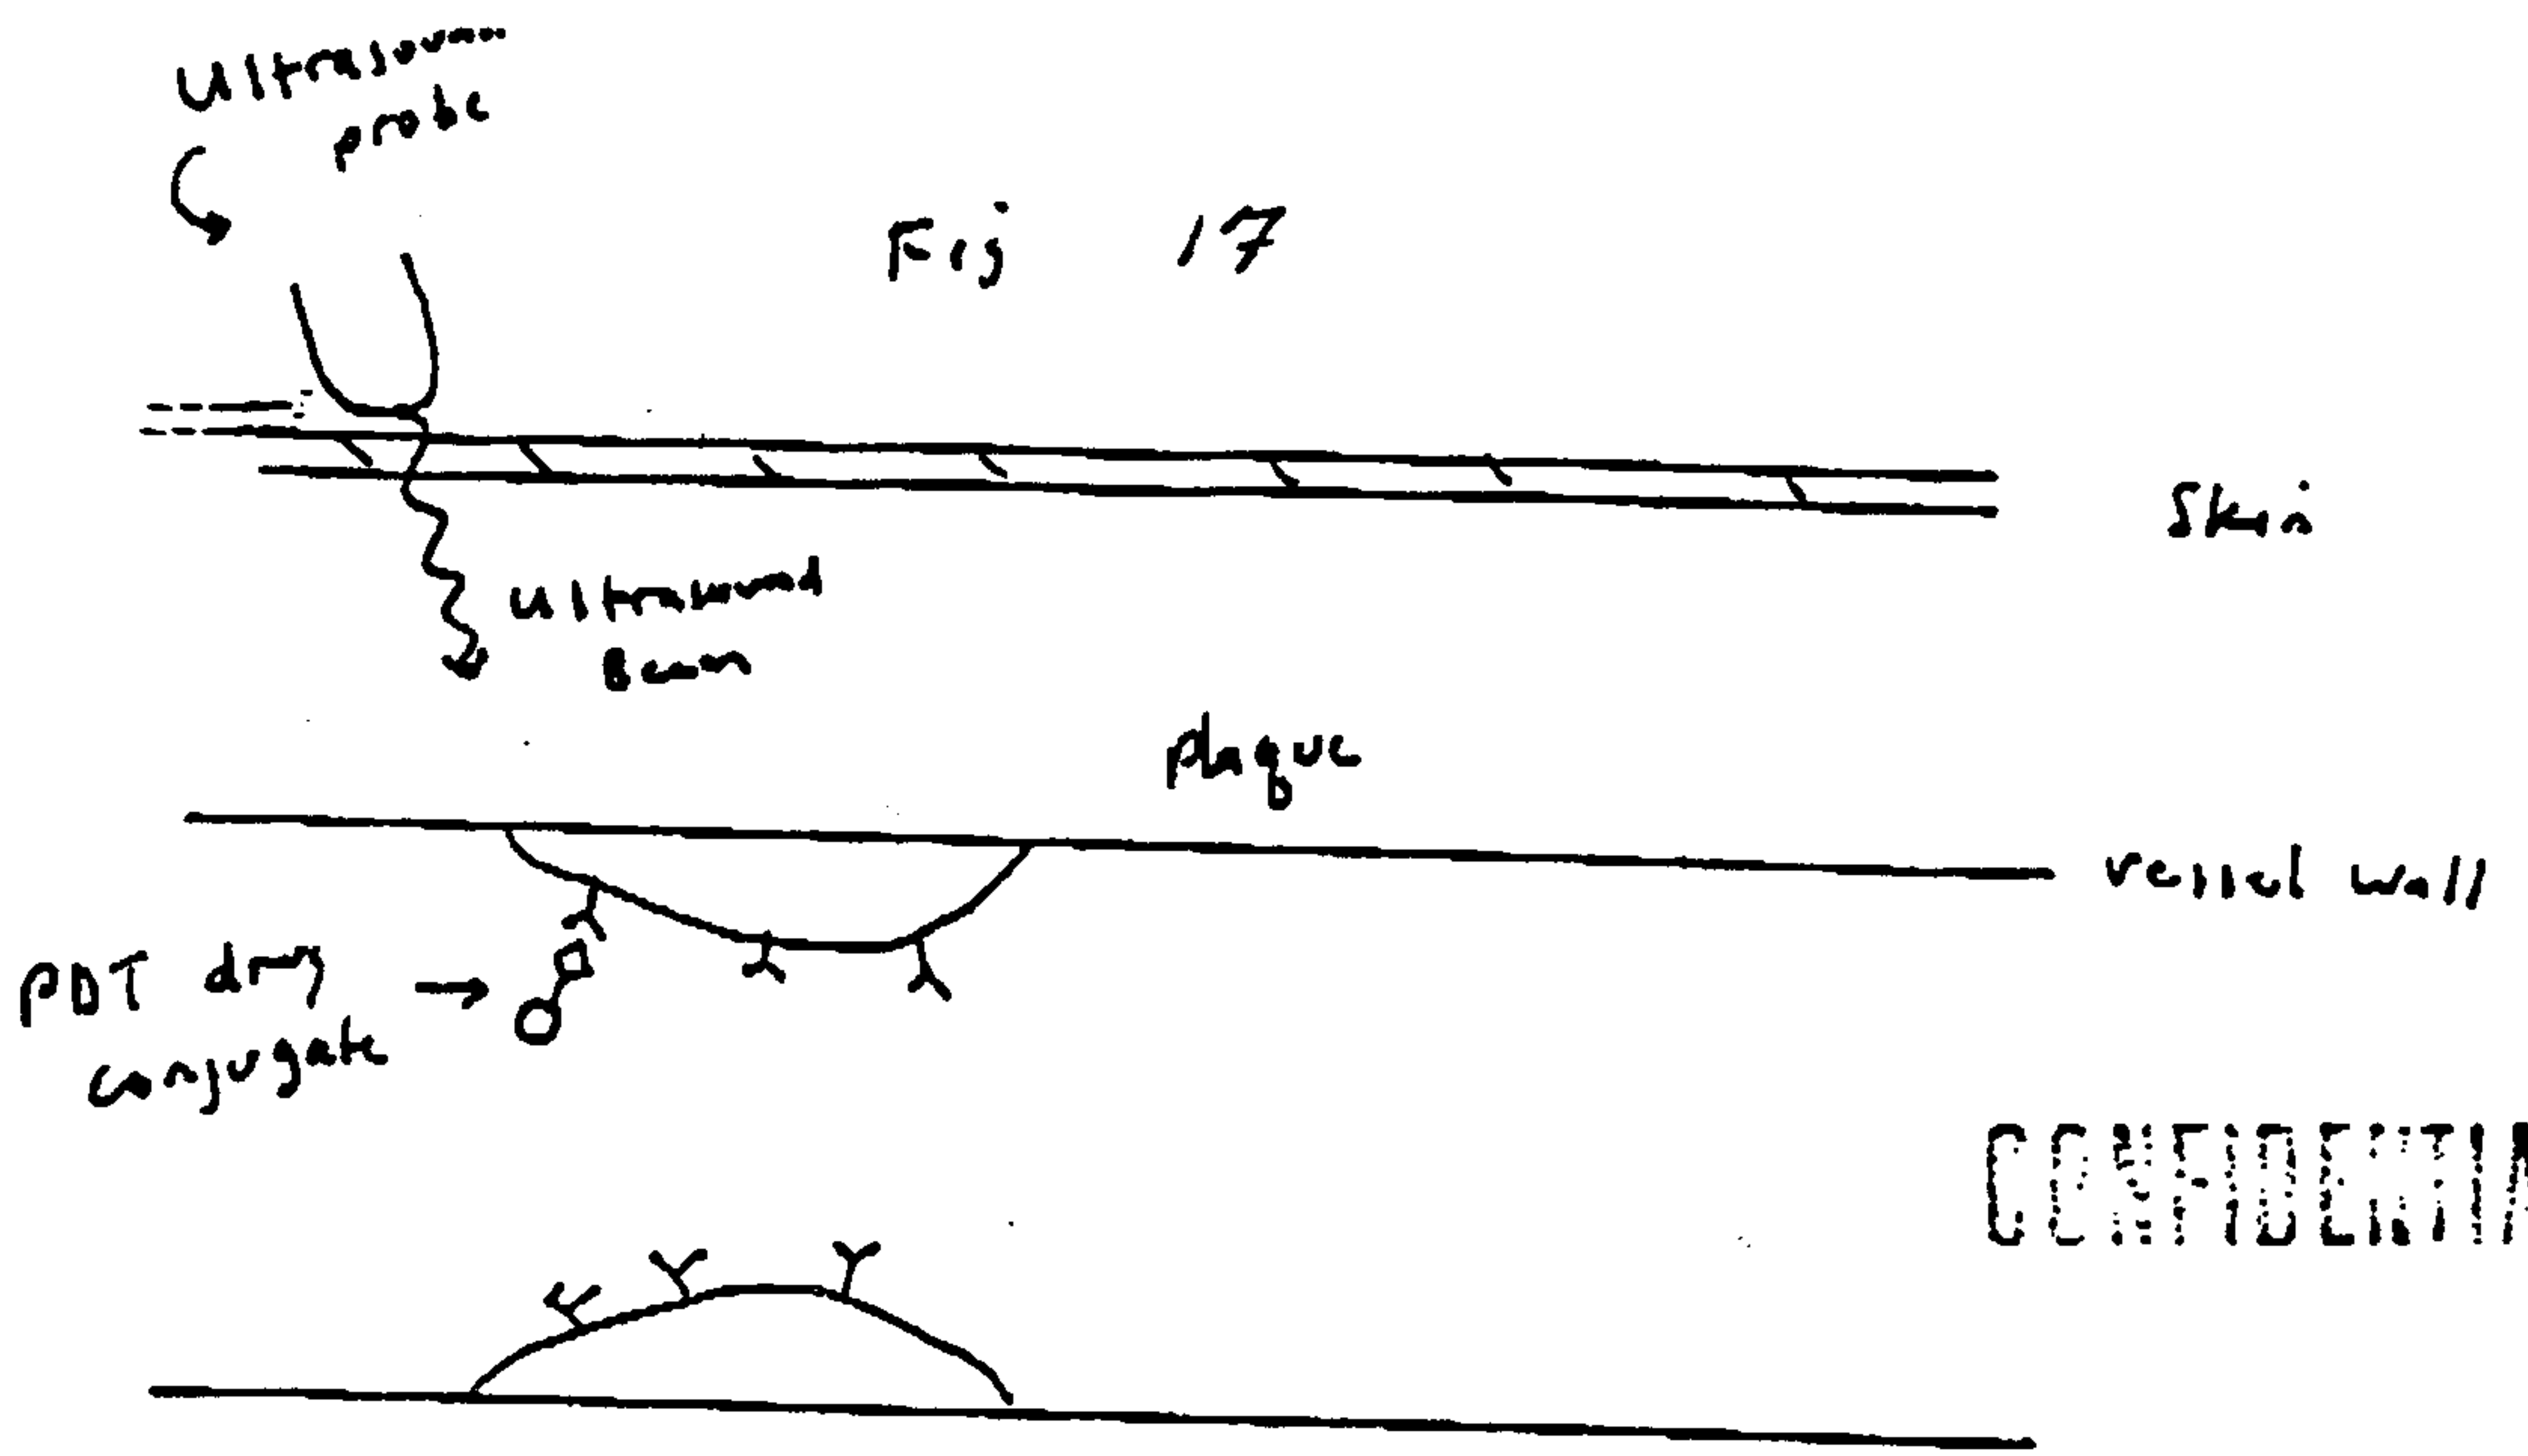 Ultrasound
probe
Fig 17
Skin
Ultrasound
Beam
plaque
vessel wall
PDT drug
conjugate
CONFIDENTIA